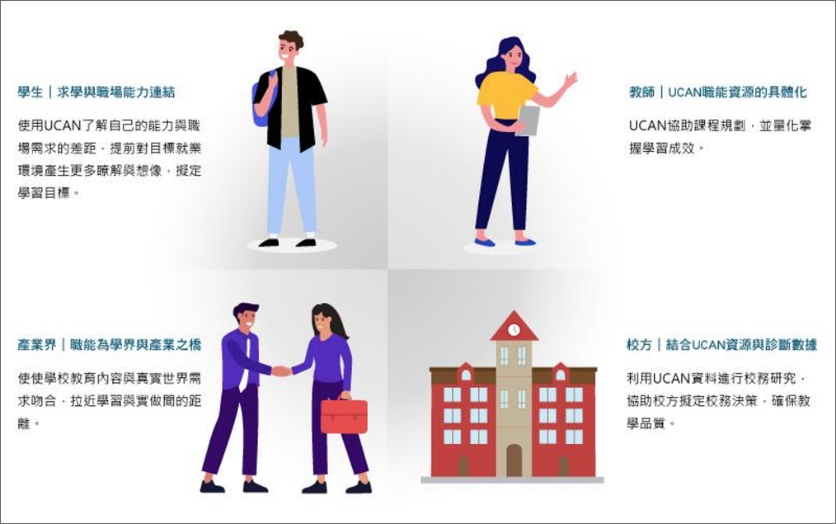 學生｜求學與職場能力連結
使用UCAN了解自己的能力與職
場需求的差距，提前對目標就業
環境產生更多瞭解與想像，擬定
學習目標。
教師｜UCAN職能資源的具體化
UCAN協助課程規劃，並量化掌
握學習成效。
產業界｜職能為學界與產業之橋
使使學校教育內容與真實世界需
求吻合，拉近學習與實做間的距
離。
校方｜結合UCAN資源與診斷數據
利用UCAN資料進行校務研究，
協助校方擬定校務決策，確保教
學品質。